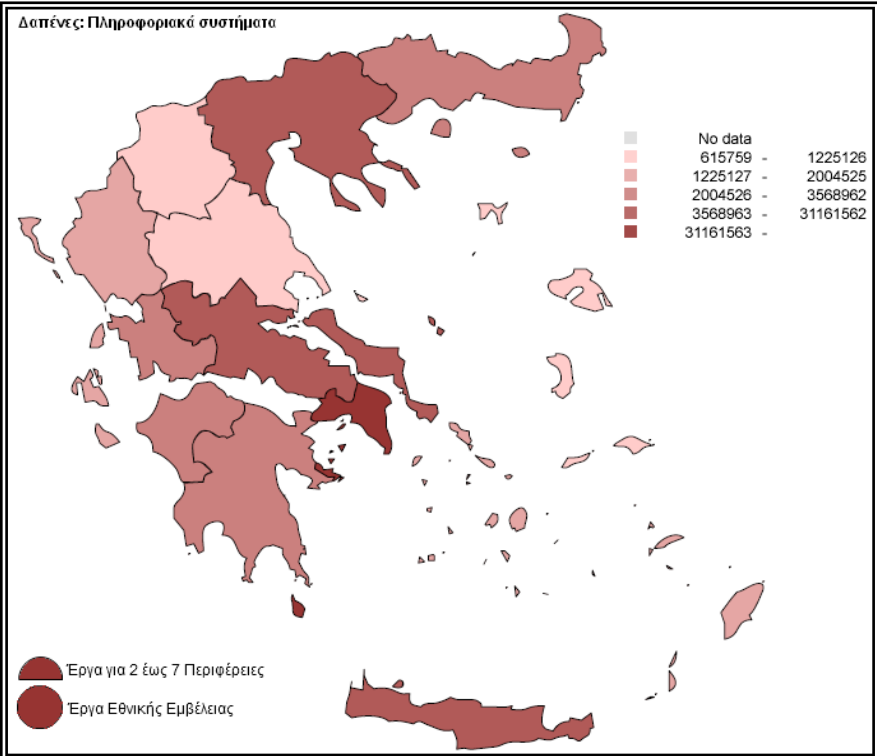 Δαπένες: Πληροφοριακά συστήματα
No data
615759 - 1225126
1225127 - 2004525
2004526 - 3568962
3568963 - 31161562
31161563 -
Έργα για 2 έως 7 Περιφέρειες
Έργα Εθνικής Εμβέλειας